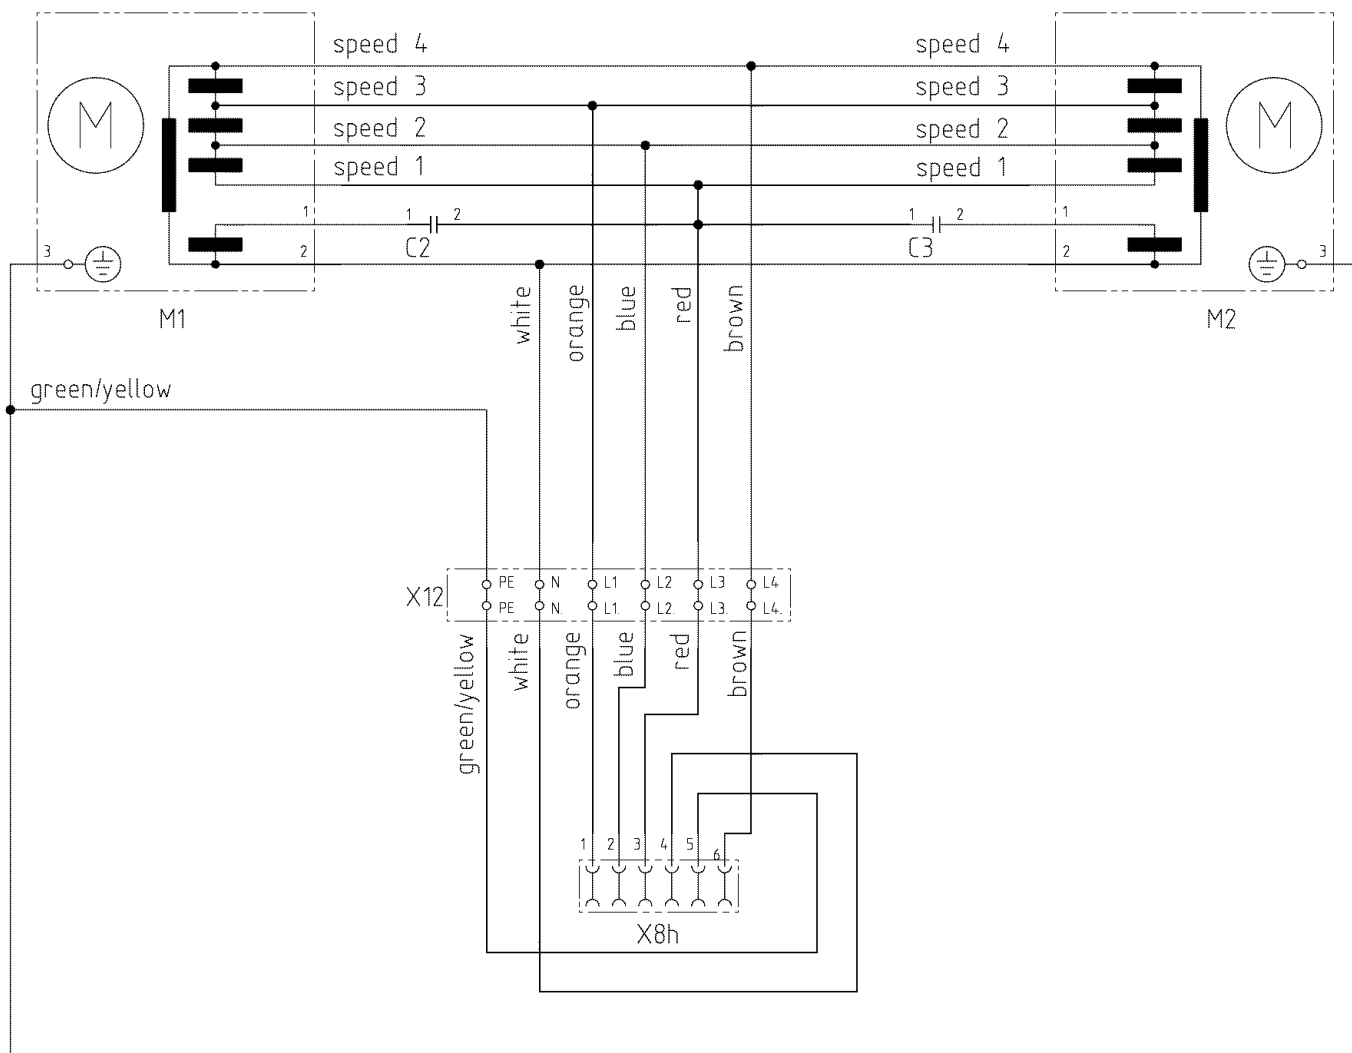 speed 4
speed 4
speed 3
speed 3
M
M
speed 2
speed 2
speed 1
speed 1
1
1
2
1
2
1
3
2
C2
C3
2
3
M1
M2
white
orange
blue
red
brown
green/yellow
X12
PE
N
L1
L2
L3
L4
PE
N.
L1.
L2.
L3.
L4.
green/yellow
white
orange
blue
red
brown
1
2
3
4
5
6
X8h